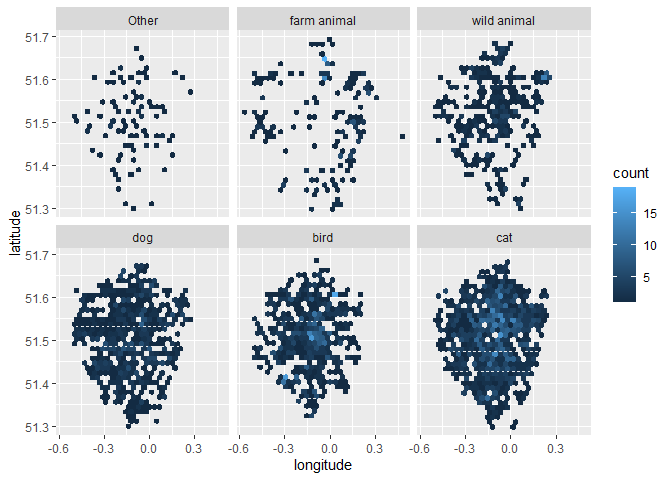 Other farm animal wild animal
51.7
51.6
51.5
51.4
51.3
dog bird cat
51.7
51.6
51.5
51.4
51.3
-0.6 -0.3 0.0 0.3 -0.6 -0.3 0.0 0.3 -0.6 -0.3 0.0 0.3
longitude
latitude
count
15
10
5